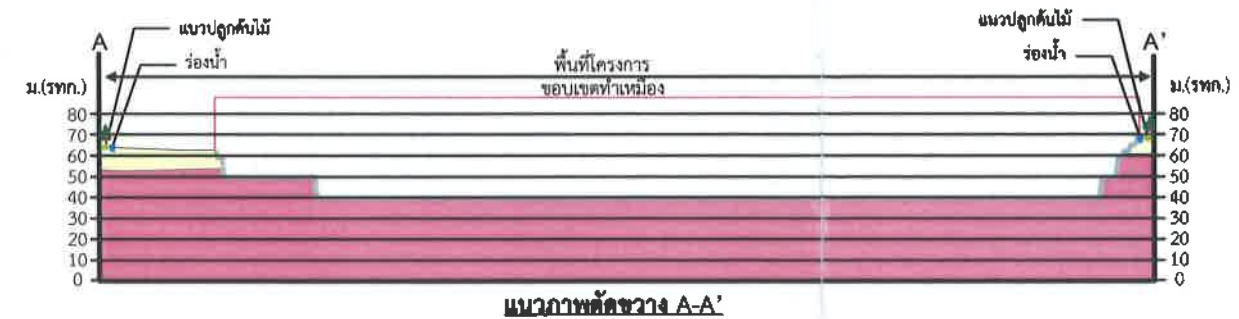 แนวปลูกต้นไม้
แนวปลูกต้นไม้
A
A'
ร่องน้ำ
ร่องน้ำ
พื้นที่โครงการ
ม.(รทก.)
ขอบเขตทำเหมือง
ม.(รทก.)
80
80
70
70
60
60
50
50
40
40
30
30
20
20
10
10
0
0
แนวภาพตัดขวาง A-A'